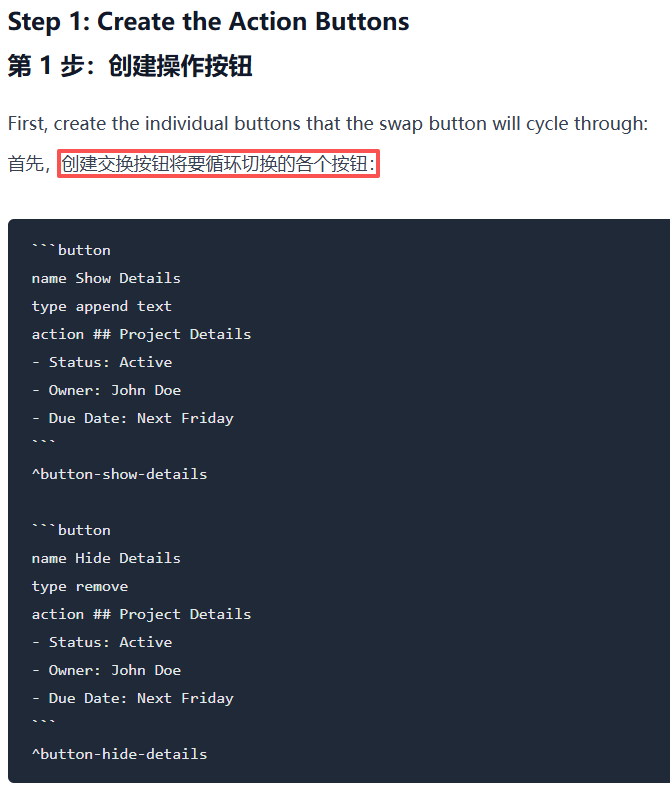 Step 1: Create the Action Buttons
第 1 步：创建操作按钮
First, create the individual buttons that the swap button will cycle through:
首先，创建交换按钮将要循环切换的各个按钮：
```button
name Show Details
type append text
action ## Project Details
- Status: Active
- Owner: John Doe
- Due Date: Next Friday
```
^button-show-details
```button
name Hide Details
type remove
action ## Project Details
- Status: Active
- Owner: John Doe
- Due Date: Next Friday
```
^button-hide-details